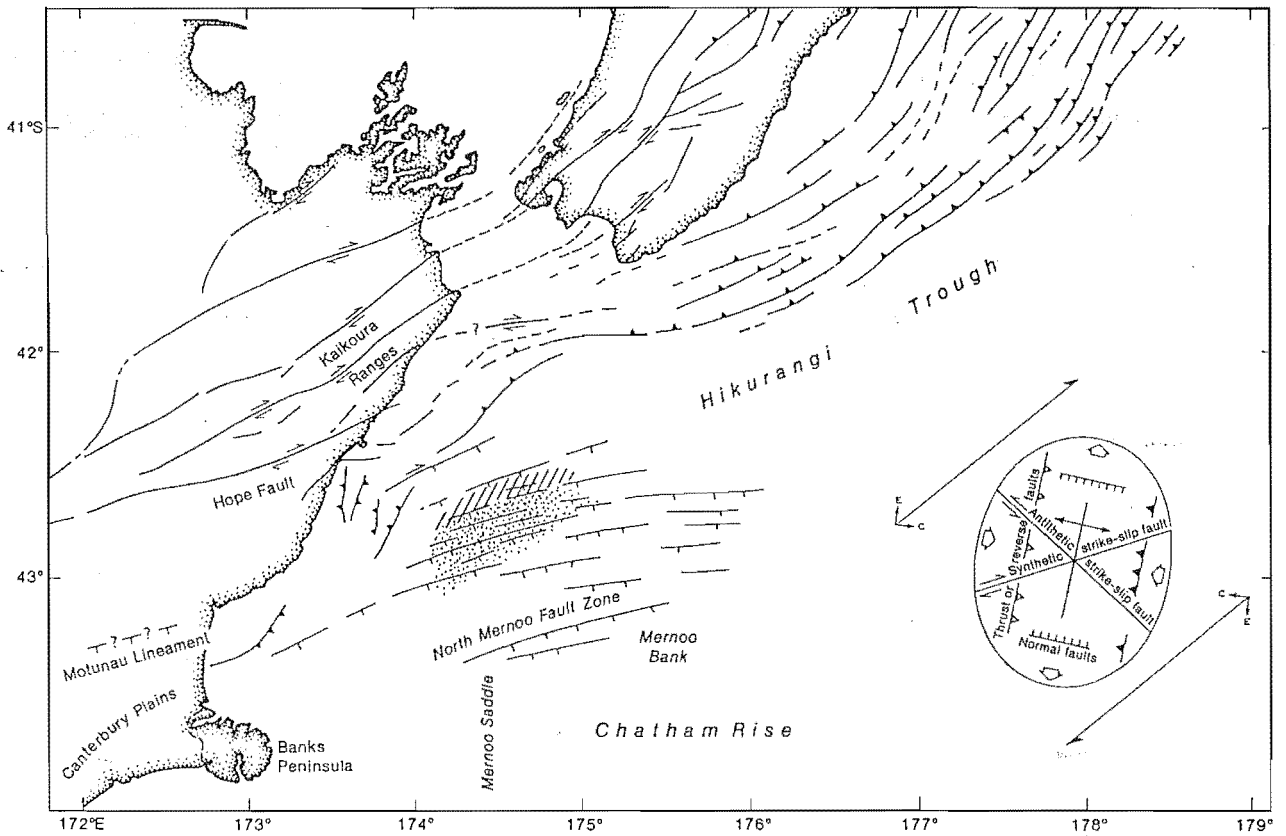 41°S
42°
43°
172°E
173°
174°
175°
176°
177°
178°
179°
Kaikoura
Ranges
?
Hope Fault
Hikurangi
Trough
North Mernoo Fault Zone
Mernoo
Bank
Mernoo Saddle
Chatham Rise
? ?
Motunau Lineament
Canterbury Plains
Banks
Peninsula
E
C
C
E
Thrust or reverse faults
Antithetic strike-slip fault
Synthetic strike-slip fault
Normal faults